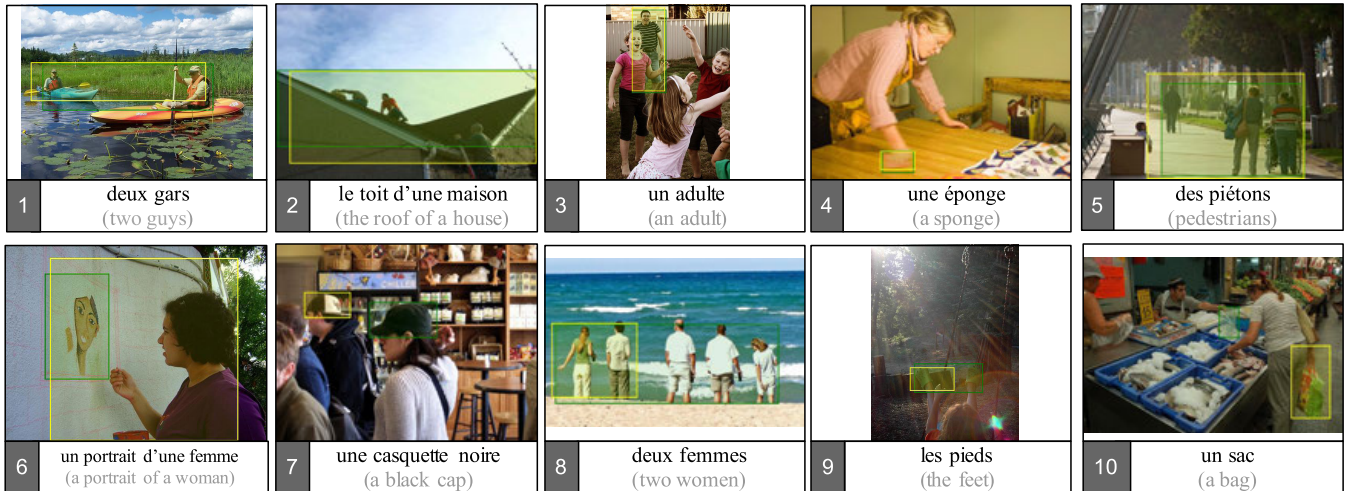 1
deux gars
(two guys)
2
le toit d'une maison
(the roof of a house)
3
un adulte
(an adult)
4
une éponge
(a sponge)
5
des piétons
(pedestrians)
6
un portrait d'une femme
(a portrait of a woman)
7
une casquette noire
(a black cap)
8
deux femmes
(two women)
9
les pieds
(the feet)
10
un sac
(a bag)